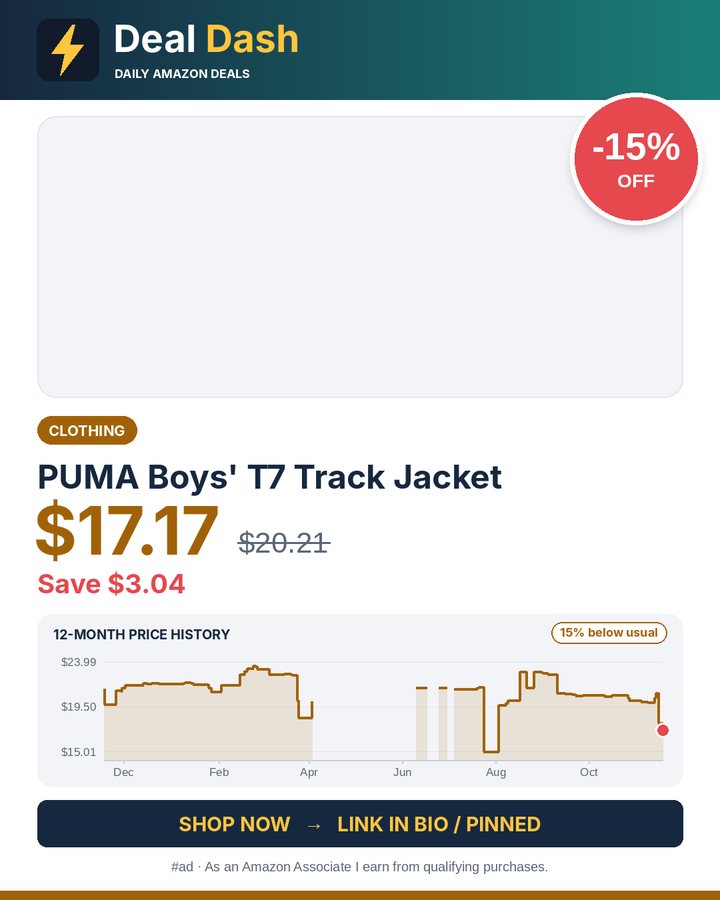 Deal Dash
DAILY AMAZON DEALS
-15%
OFF
CLOTHING
PUMA Boys' T7 Track Jacket
$17.17 $20.21
Save $3.04
12-MONTH PRICE HISTORY
15% below usual
$23.99
$19.50
$15.01
Dec Feb Apr Jun Aug Oct
SHOP NOW → LINK IN BIO / PINNED
#ad · As an Amazon Associate I earn from qualifying purchases.